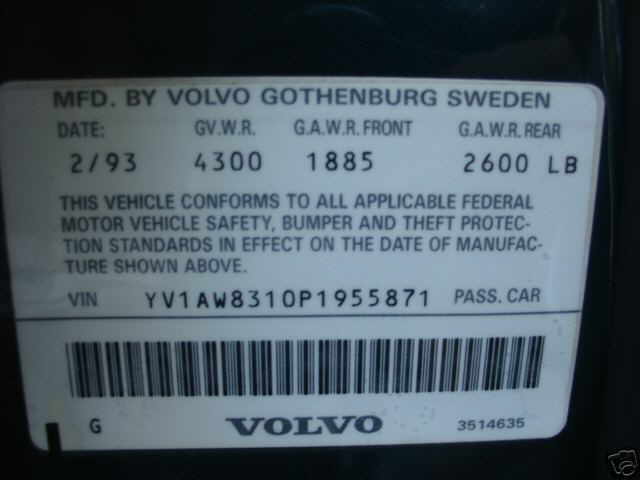 MFD. BY VOLVO GOTHENBURG SWEDEN
DATE: GV.W.R. G.A.W.R. FRONT G.A.W.R. REAR
2/93 4300 1885 2600 LB
THIS VEHICLE CONFORMS TO ALL APPLICABLE FEDERAL
MOTOR VEHICLE SAFETY, BUMPER AND THEFT PROTEC-
TION STANDARDS IN EFFECT ON THE DATE OF MANUFAC-
TURE SHOWN ABOVE.
VIN YV1AW8310P1955871 PASS. CAR
G VOLVO 3514635